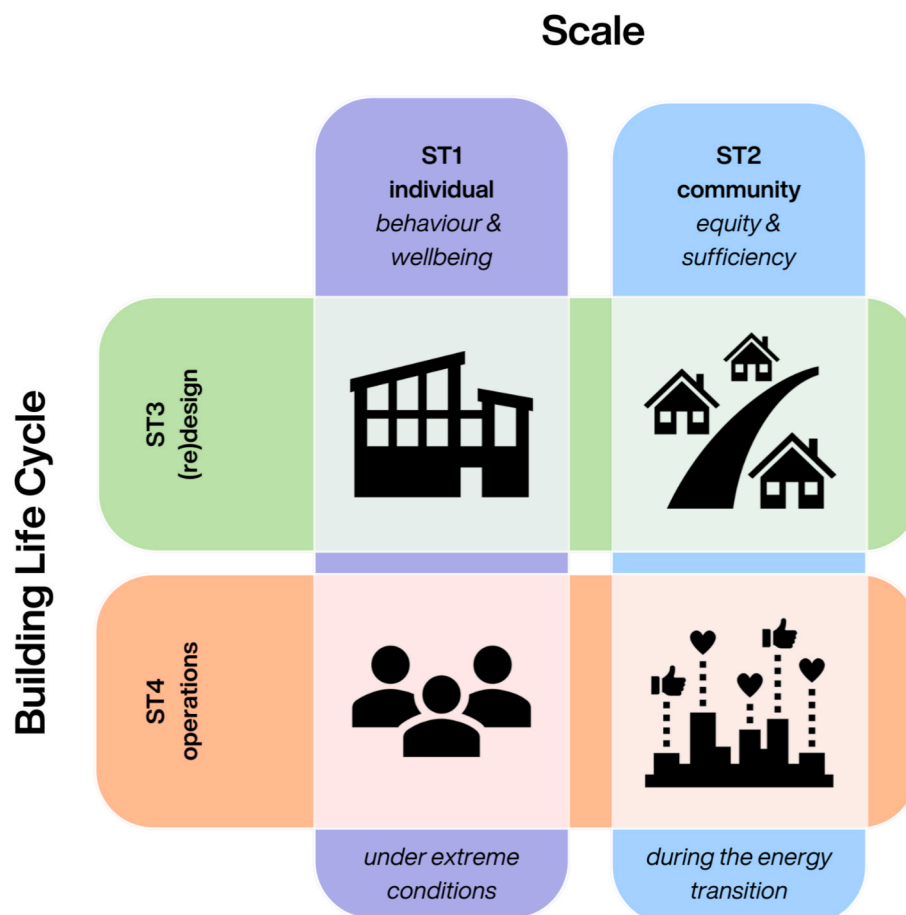 Scale
ST1
individual
behaviour &
wellbeing
ST2
community
equity &
sufficiency
Building Life Cycle
ST3
(re)design
ST4
operations
under extreme
conditions
during the energy
transition